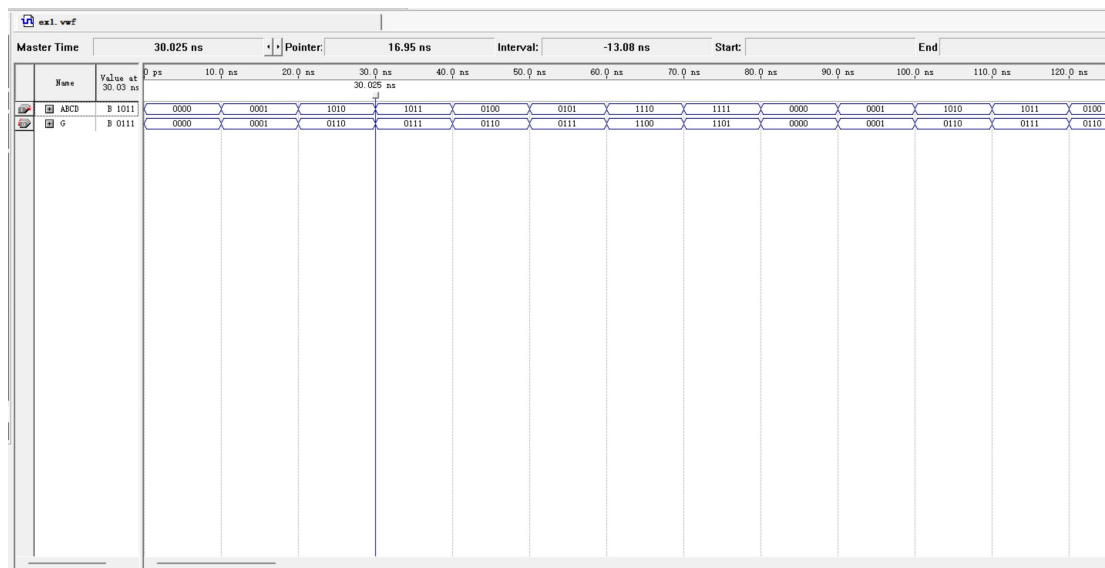 ex1.vwf
Master Time 30.025 ns Pointer: 16.95 ns Interval: -13.08 ns Start: End
Name Value at 30.03 ns
0 ps 10.0 ns 20.0 ns 30.0 ns 40.0 ns 50.0 ns 60.0 ns 70.0 ns 80.0 ns 90.0 ns 100.0 ns 110.0 ns 120.0 ns
30.025 ns
ABCD B 1011 0000 0001 1010 1011 0100 0101 1110 1111 0000 0001 1010 1011 0100
G B 0111 0000 0001 0110 0111 0110 0111 1100 1101 0000 0001 0110 0111 0110